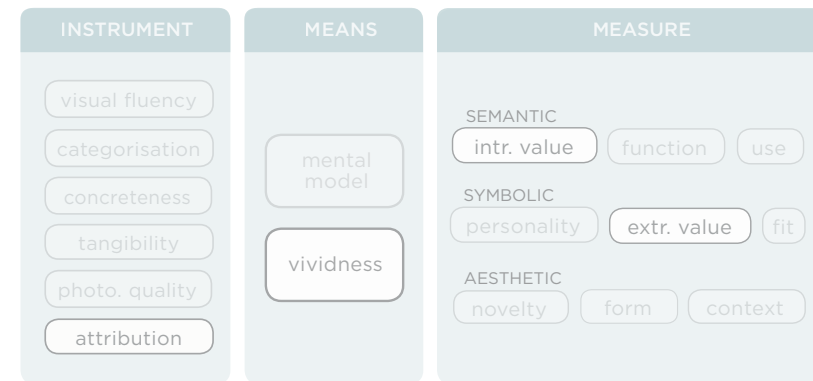 INSTRUMENT
visual fluency
categorisation
concreteness
tangibility
photo. quality
attribution
MEANS
mental
model
vividness
MEASURE
SEMANTIC
intr. value function use
SYMBOLIC
personality extr. value fit
AESTHETIC
novelty form context